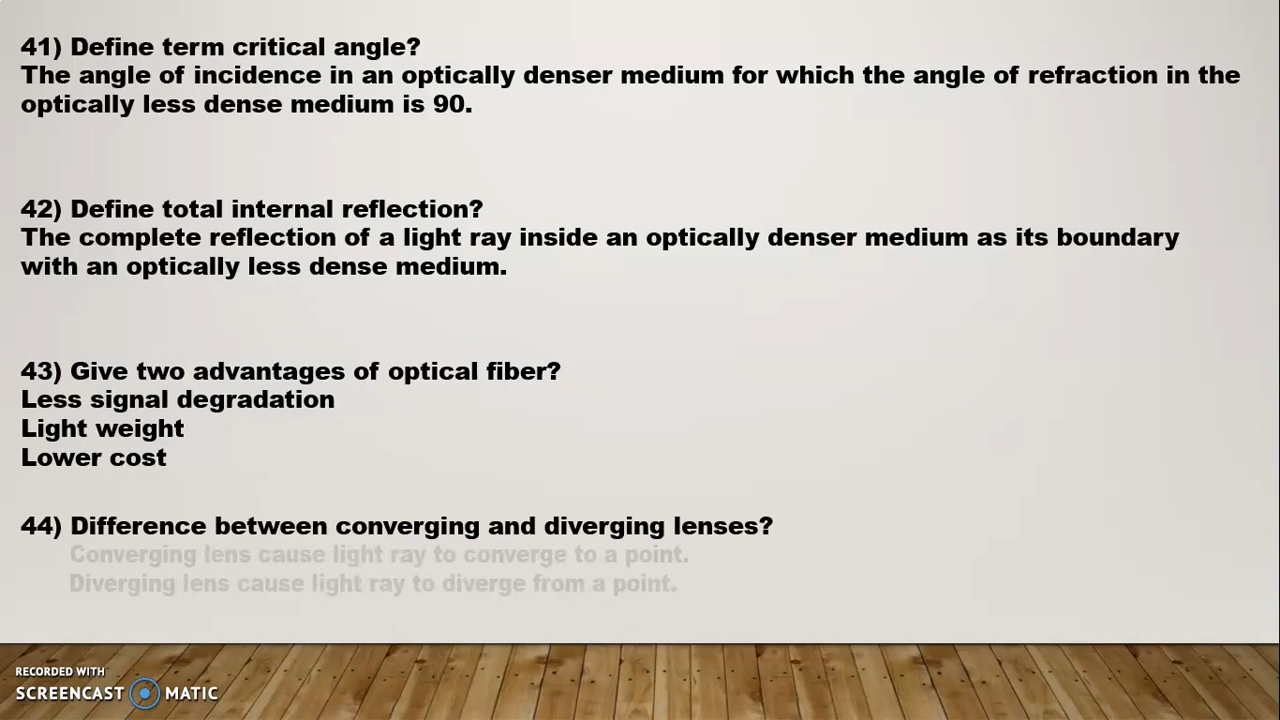 41) Define term critical angle?
The angle of incidence in an optically denser medium for which the angle of refraction in the
optically less dense medium is 90.
42) Define total internal reflection?
The complete reflection of a light ray inside an optically denser medium as its boundary
with an optically less dense medium.
43) Give two advantages of optical fiber?
Less signal degradation
Light weight
Lower cost
44) Difference between converging and diverging lenses?
Converging lens cause light ray to converge to a point.
Diverging lens cause light ray to diverge from a point.
RECORDED WITH
SCREENCAST MATIC